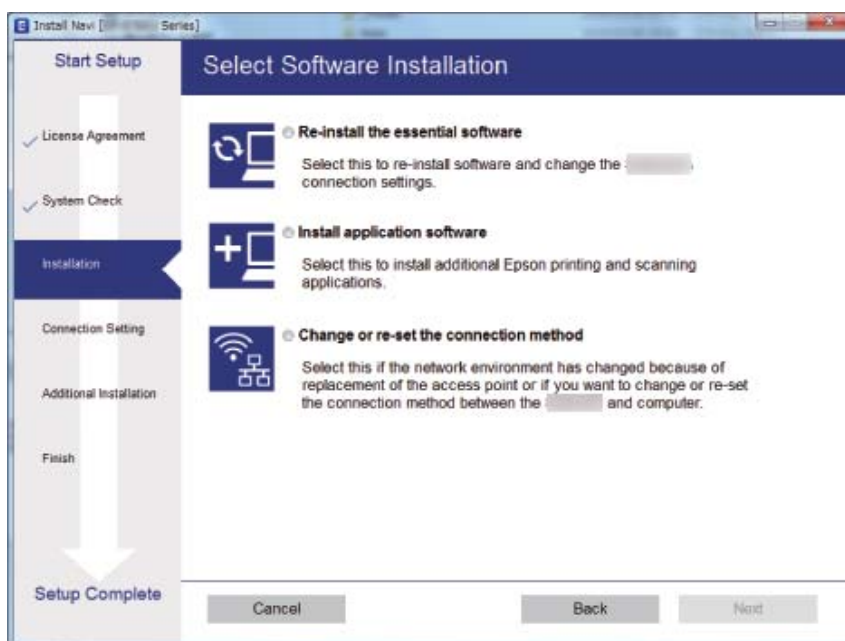 Install Navi [ Series]
Start Setup
License Agreement
System Check
Installation
Connection Setting
Additional Installation
Finish
Setup Complete
Select Software Installation
Re-install the essential software
Select this to re-install software and change the
connection settings.
Install application software
Select this to install additional Epson printing and scanning
applications.
Change or re-set the connection method
Select this if the network environment has changed because of
replacement of the access point or if you want to change or re-set
the connection method between the and computer.
Cancel
Back
Next